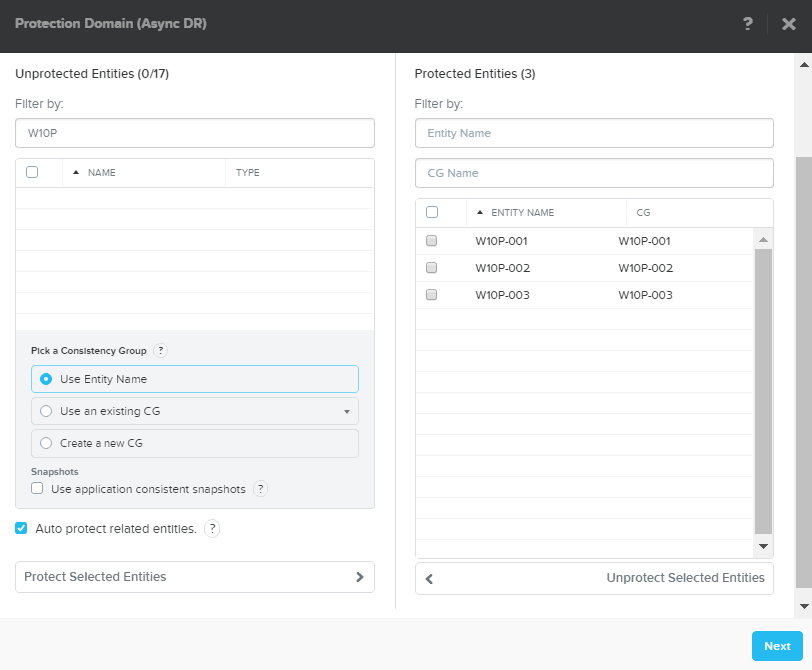 Protection Domain (Async DR)
?
Unprotected Entities (0/17)
Filter by:
W10P
NAME
TYPE
Pick a Consistency Group ?
Use Entity Name
Use an existing CG
Create a new CG
Snapshots
Use application consistent snapshots ?
Auto protect related entities. ?
Protect Selected Entities
Protected Entities (3)
Filter by:
Entity Name
CG Name
ENTITY NAME
CG
W10P-001 W10P-001
W10P-002 W10P-002
W10P-003 W10P-003
Unprotect Selected Entities
Next